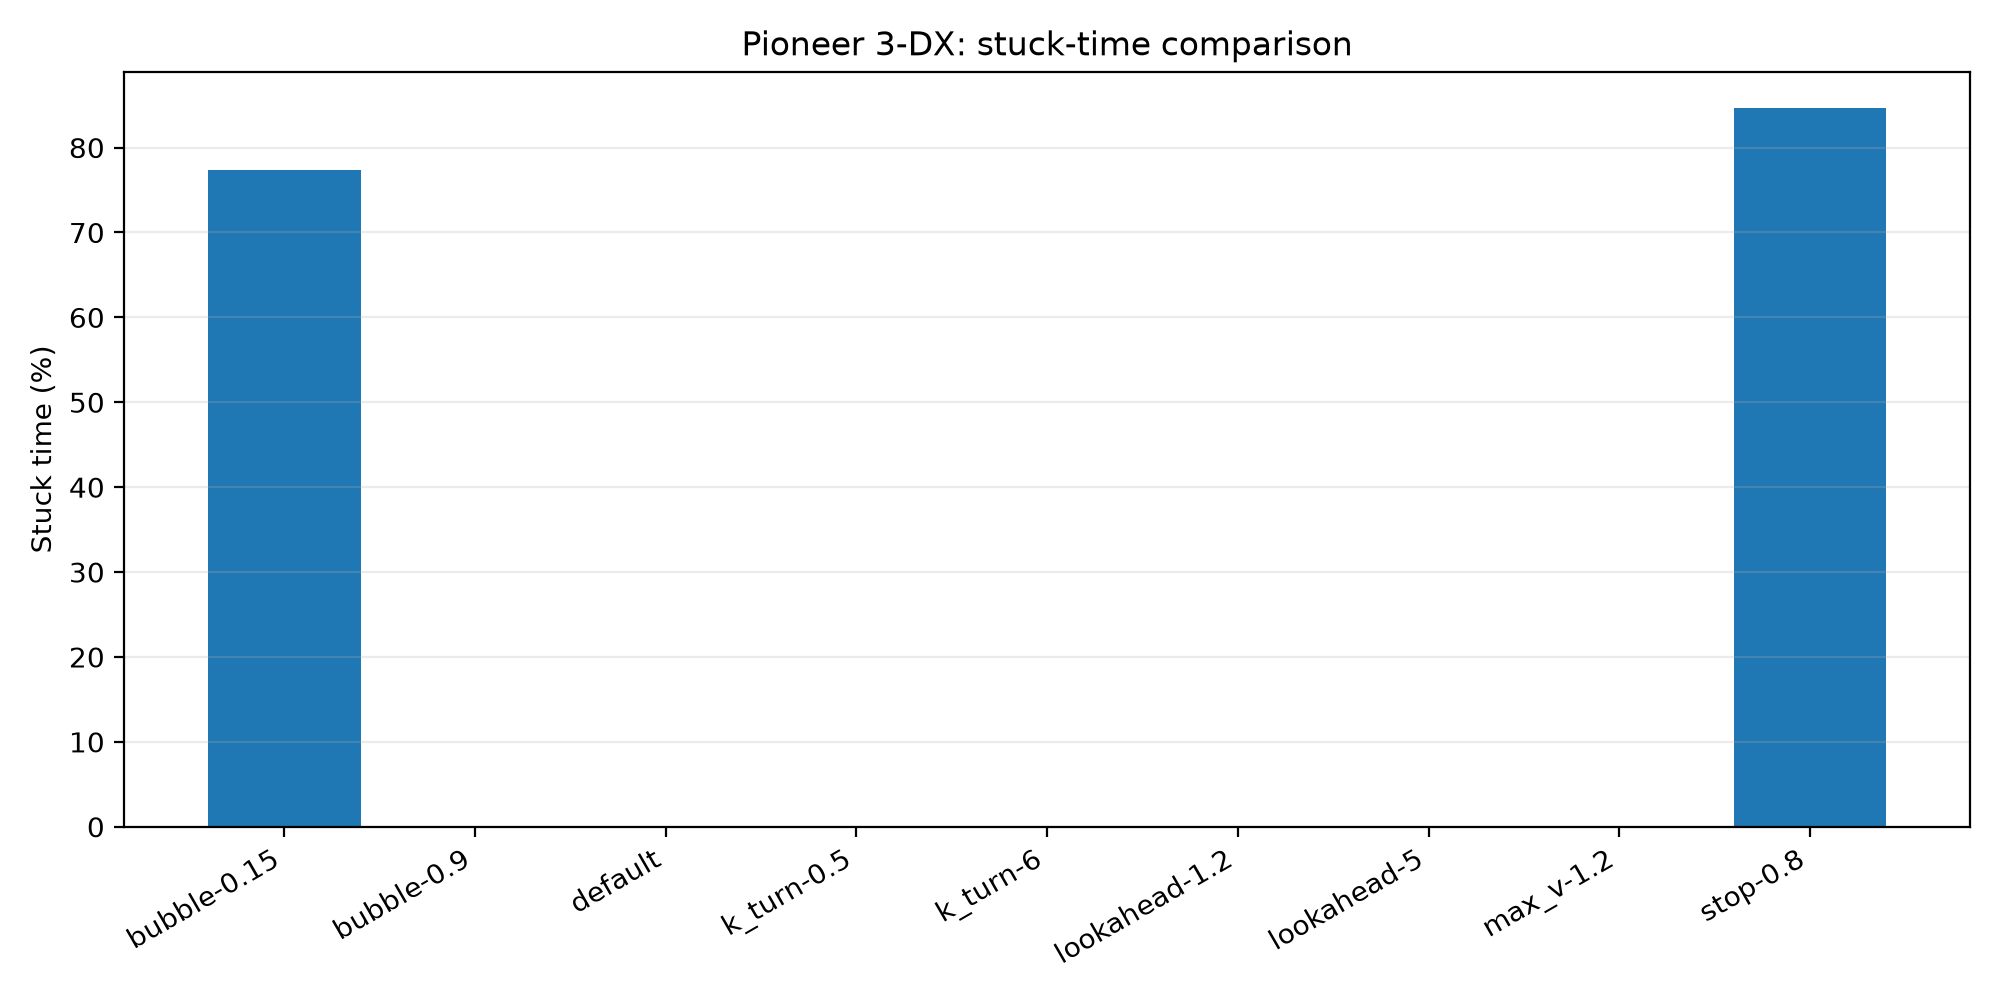 Pioneer 3-DX: stuck-time comparison
Stuck time (%)
80
70
60
50
40
30
20
10
0
bubble-0.15
bubble-0.9
default
k_turn-0.5
k_turn-6
lookahead-1.2
lookahead-5
max_v-1.2
stop-0.8